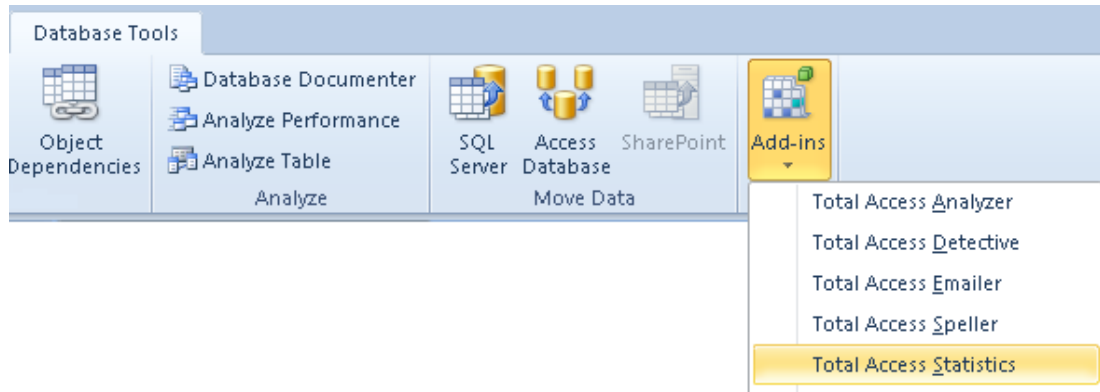 Database Tools
Object
Dependencies
Database Documenter
Analyze Performance
Analyze Table
Analyze
SQL
Server
Access
Database
SharePoint
Move Data
Add-ins
Total Access Analyzer
Total Access Detective
Total Access Emailer
Total Access Speller
Total Access Statistics